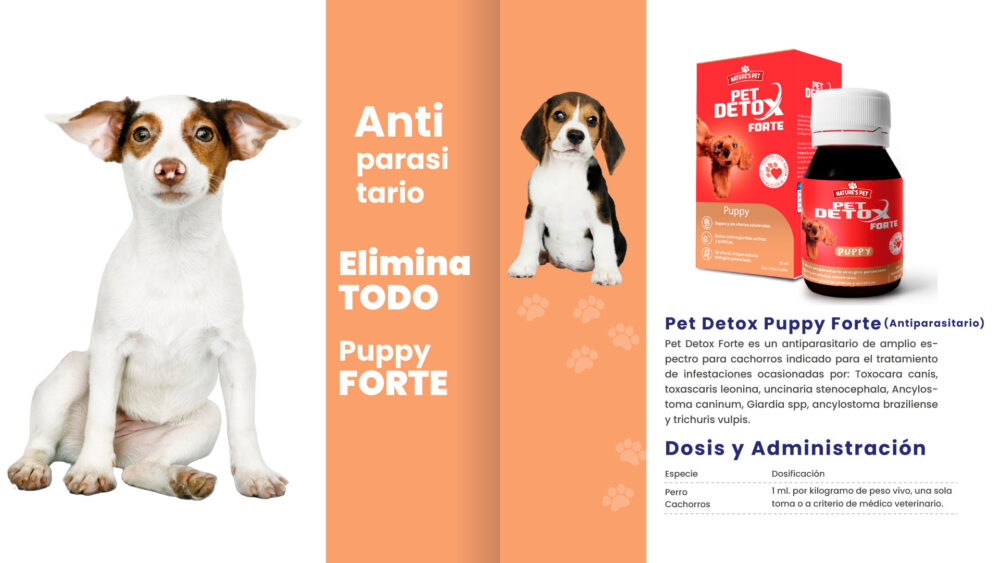 Anti
parasi
tario
Elimina
TODO
Puppy
FORTE
NATURE'S PET
PET
DETOX
FORTE
Puppy
NATURE'S PET
PET
DETOX
FORTE
PUPPY
Pet Detox Puppy Forte (Antiparasitario)
Pet Detox Forte es un antiparasitario de amplio es-
pectro para cachorros indicado para el tratamiento
de infestaciones ocasionadas por: Toxocara canis,
toxascaris leonina, uncinaria stenocephala, Ancylos-
toma caninum, Giardia spp, ancylostoma braziliense
y trichuris vulpis.
Dosis y Administración
Especie Dosificación
Perro 1 ml. por kilogramo de peso vivo, una sola
Cachorros toma o a criterio de médico veterinario.